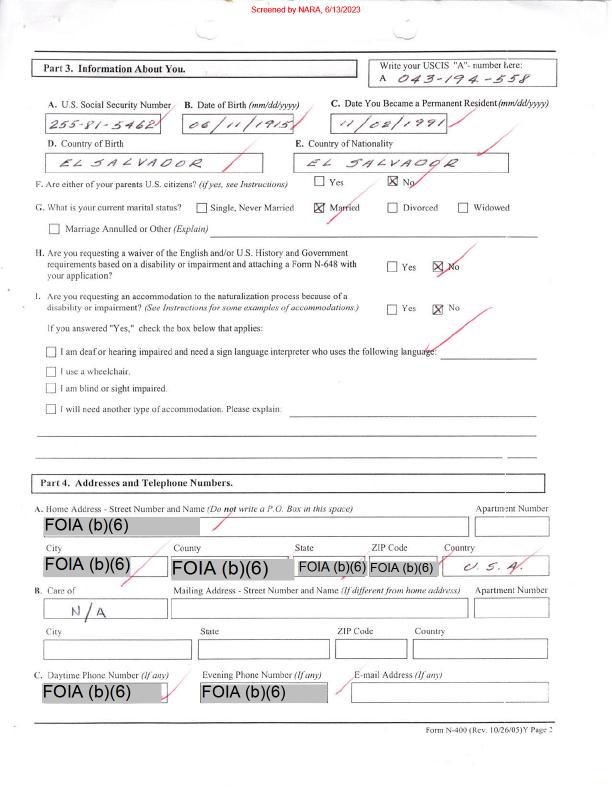 Screened by NARA, 6/13/2023
Part 3. Information About You.
Write your USCIS "A"- number here:
A 043-194-558
A. U.S. Social Security Number B. Date of Birth (mm/dd/yyyy) C. Date You Became a Permanent Resident (mm/dd/yyyy)
255-81-5462 06/11/1915 11/02/1991
D. Country of Birth E. Country of Nationality
EL SALVADOR EL SALVADOR
F. Are either of your parents U.S. citizens? (if yes, see Instructions) Yes No
G. What is your current marital status? Single, Never Married Married Divorced Widowed
Marriage Annulled or Other (Explain)
H. Are you requesting a waiver of the English and/or U.S. History and Government
requirements based on a disability or impairment and attaching a Form N-648 with
your application? Yes No
I. Are you requesting an accommodation to the naturalization process because of a
disability or impairment? (See Instructions for some examples of accommodations.) Yes No
If you answered "Yes," check the box below that applies:
I am deaf or hearing impaired and need a sign language interpreter who uses the following language:
I use a wheelchair.
I am blind or sight impaired.
I will need another type of accommodation. Please explain:
Part 4. Addresses and Telephone Numbers.
A. Home Address - Street Number and Name (Do not write a P.O. Box in this space) Apartment Number
FOIA (b)(6)
City County State ZIP Code Country
FOIA (b)(6) FOIA (b)(6) FOIA (b)(6) FOIA (b)(6) U.S.A.
B. Care of Mailing Address - Street Number and Name (If different from home address) Apartment Number
N/A
City State ZIP Code Country
C. Daytime Phone Number (If any) Evening Phone Number (If any) E-mail Address (If any)
FOIA (b)(6) FOIA (b)(6)
Form N-400 (Rev. 10/26/05)Y Page 2